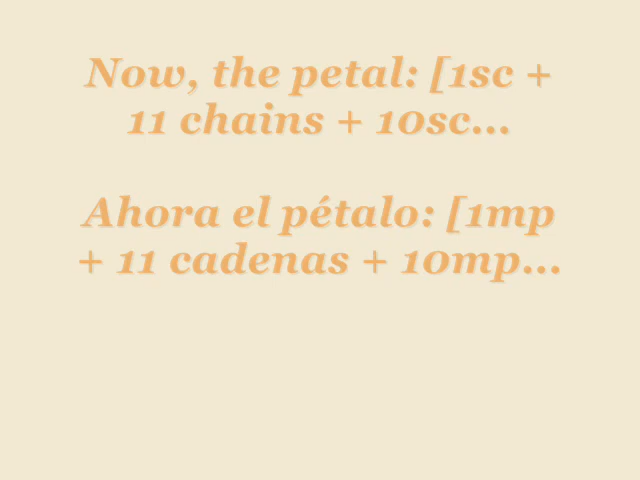 Now, the petal: [1sc +
11 chains + 10sc...
Ahora el pétalo: [1mp
+ 11 cadenas + 10mp...